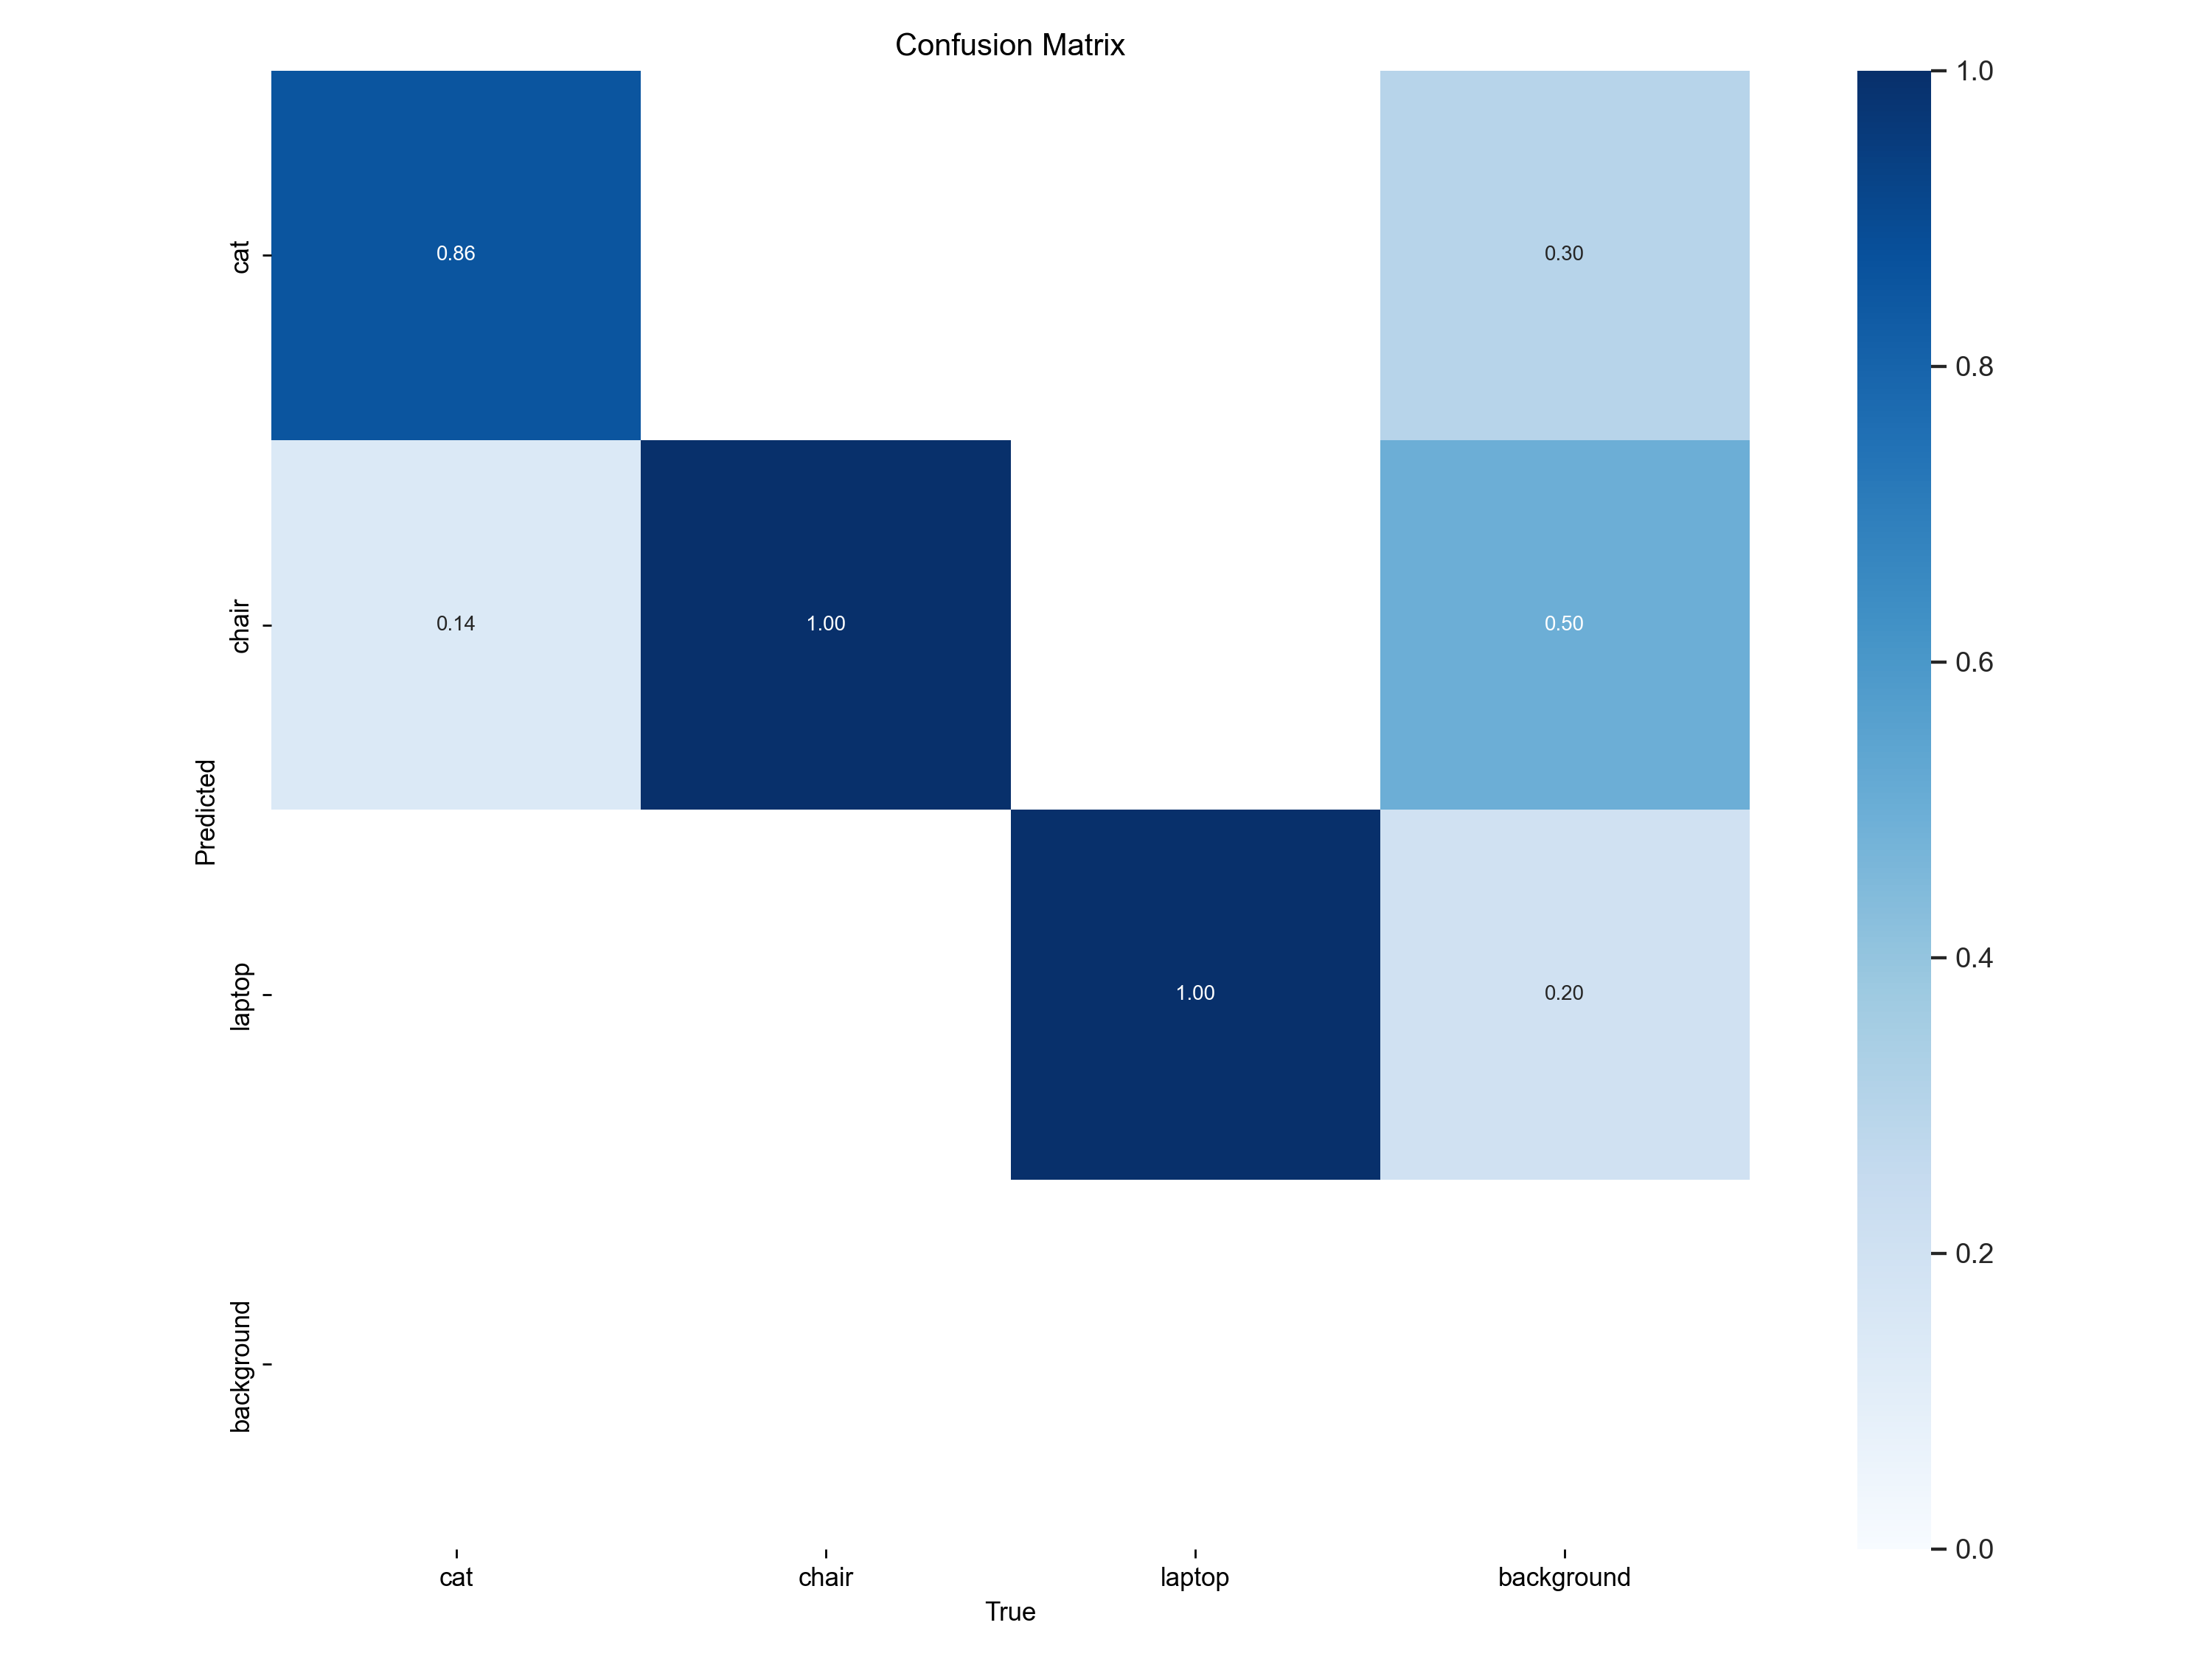 Confusion Matrix
cat
0.86
0.30
chair
0.14
1.00
0.50
laptop
1.00
0.20
background
Predicted
cat
chair
laptop
background
True
1.0
0.8
0.6
0.4
0.2
0.0